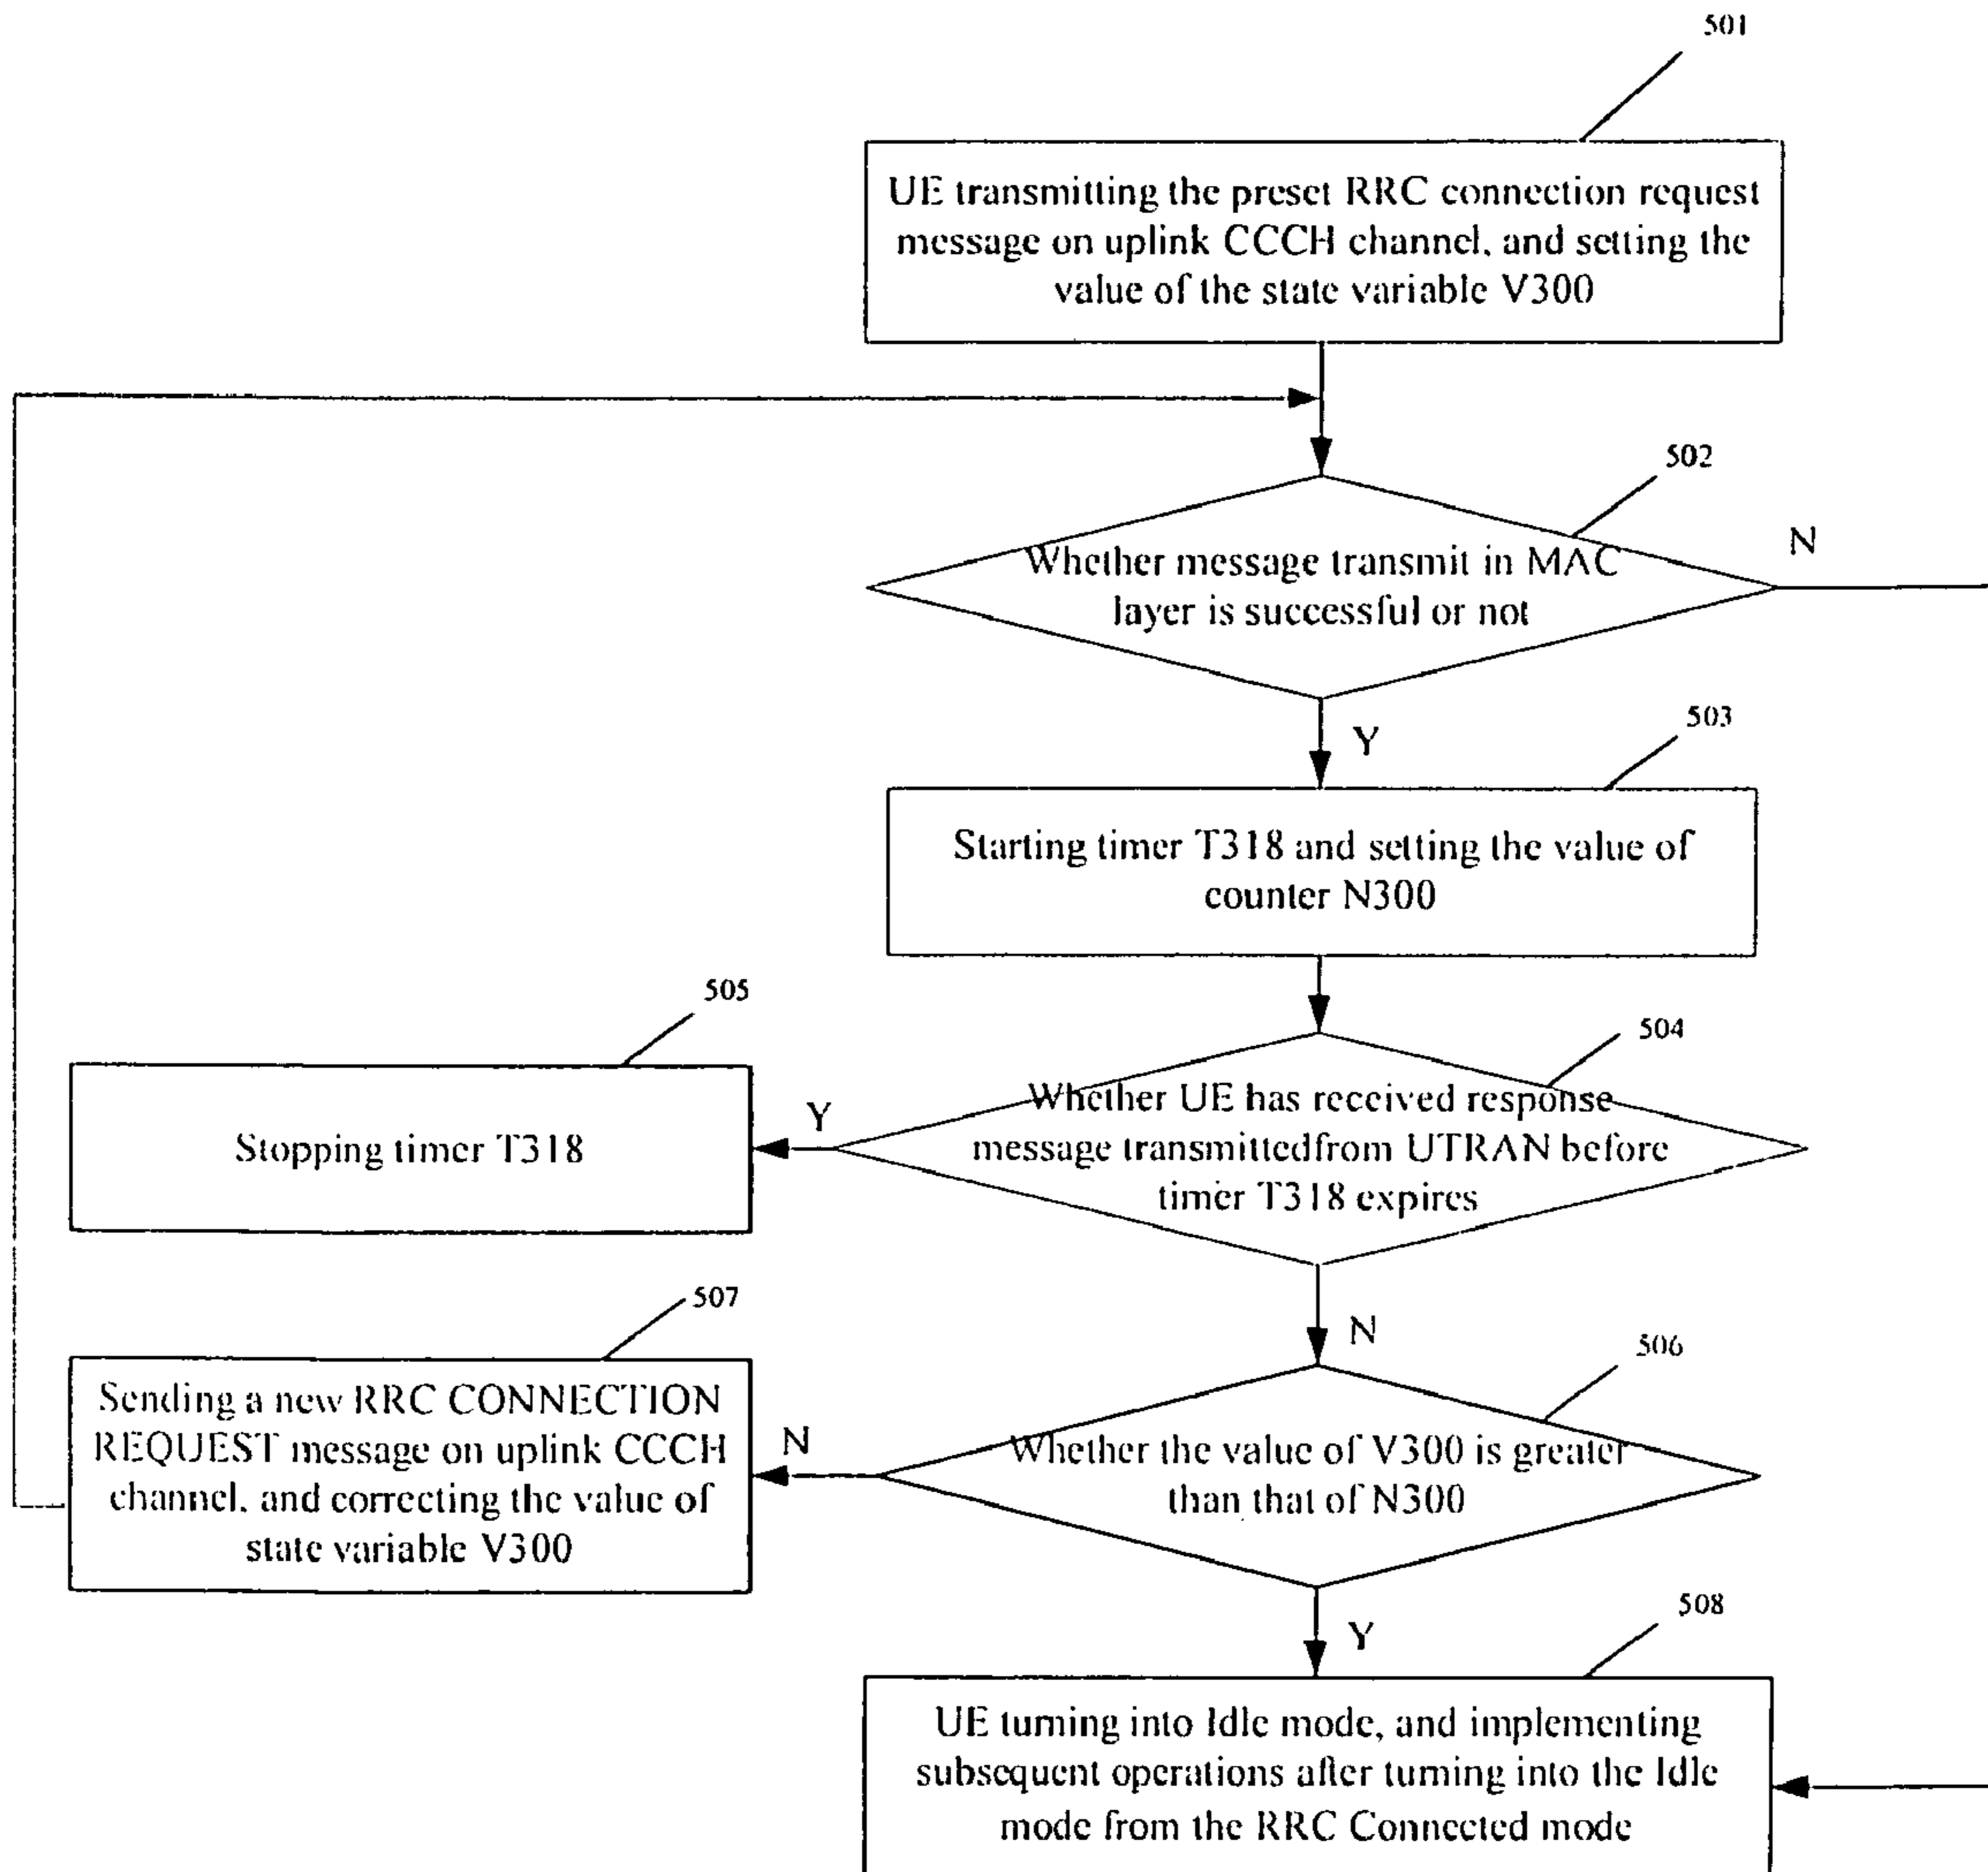 501
UE transmitting the preset RRC connection request
message on uplink CCCH channel, and setting the
value of the state variable V300
502
N
Whether message transmit in MAC
layer is successful or not
Y
503
Starting timer T318 and setting the value of
counter N300
505
504
Stopping timer T318
Y
Whether UE has received response
message transmittedfrom UTRAN before
timer T318 expires
507
N
506
Sending a new RRC CONNECTION
REQUEST message on uplink CCCH
channel, and correcting the value of
state variable V300
N
Whether the value of V300 is greater
than that of N300
508
Y
UE turning into Idle mode, and implementing
subsequent operations after turning into the Idle
mode from the RRC Connected mode